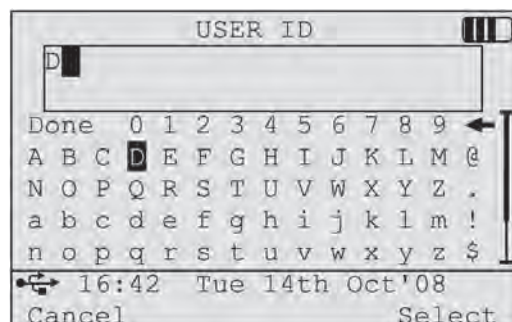 USER ID
D
Done 0 1 2 3 4 5 6 7 8 9 ←
A B C D E F G H I J K L M @
N O P Q R S T U V W X Y Z .
a b c d e f g h i j k l m !
n o p q r s t u v w x y z $
16:42 Tue 14th Oct'08
Cancel Select